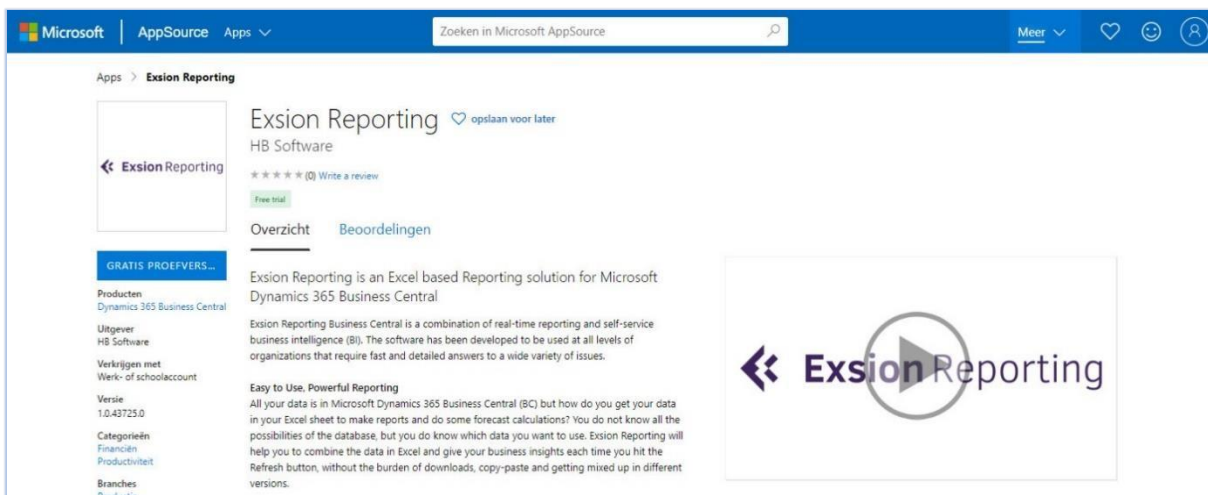 Microsoft AppSource Apps Zoeken in Microsoft AppSource Meer
Apps > Exsion Reporting
Exsion Reporting
Exsion Reporting opslaan voor later
HB Software
(0) Write a review
Free trial
Overzicht Beoordelingen
GRATIS PROEFVERS...
Producten
Dynamics 365 Business Central
Uitgever
HB Software
Verkrijgen met
Werk- of schoolaccount
Versie
1.0.43725.0
Categorieën
Financiën
Productiviteit
Branches
Exsion Reporting is an Excel based Reporting solution for Microsoft
Dynamics 365 Business Central
Exsion Reporting Business Central is a combination of real-time reporting and self-service
business intelligence (BI). The software has been developed to be used at all levels of
organizations that require fast and detailed answers to a wide variety of issues.
Easy to Use, Powerful Reporting
All your data is in Microsoft Dynamics 365 Business Central (BC) but how do you get your data
in your Excel sheet to make reports and do some forecast calculations? You do not know all the
possibilities of the database, but you do know which data you want to use. Exsion Reporting will
help you to combine the data in Excel and give your business insights each time you hit the
Refresh button, without the burden of downloads, copy-paste and getting mixed up in different
versions.
Exsion Reporting